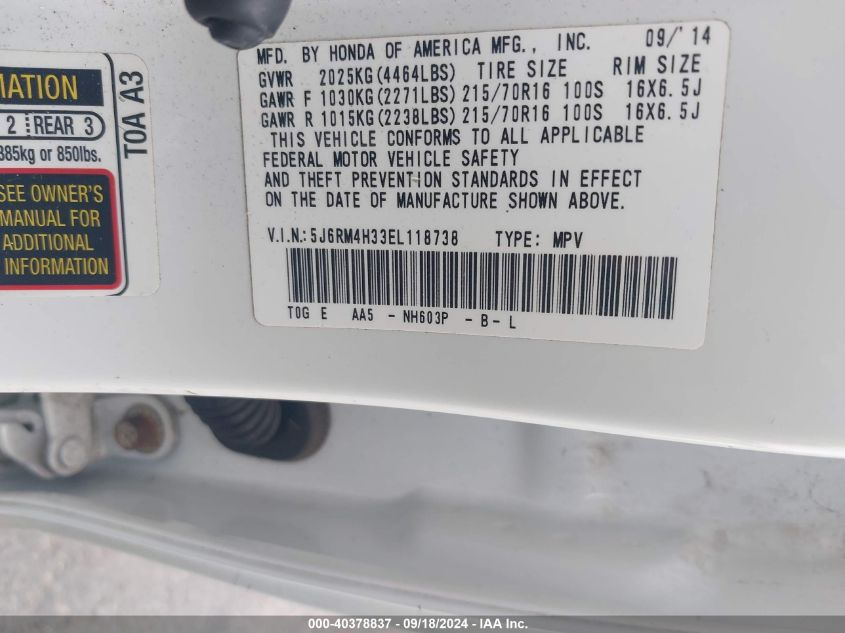 MATION
2 REAR 3
385kg or 850lbs.
TOA A3
SEE OWNER'S
MANUAL FOR
ADDITIONAL
INFORMATION
MFD. BY HONDA OF AMERICA MFG., INC. 09/'14
GVWR 2025KG(4464LBS) TIRE SIZE RIM SIZE
GAWR F 1030KG(2271LBS) 215/70R16 100S 16X6.5J
GAWR R 1015KG(2238LBS) 215/70R16 100S 16X6.5J
THIS VEHICLE CONFORMS TO ALL APPLICABLE
FEDERAL MOTOR VEHICLE SAFETY
AND THEFT PREVENTION STANDARDS IN EFFECT
ON THE DATE OF MANUFACTURE SHOWN ABOVE.
V.I.N.: 5J6RM4H33EL118738 TYPE: MPV
T0G E AA5 - NH603P - B - L
000-40378837 - 09/18/2024 - IAA Inc.